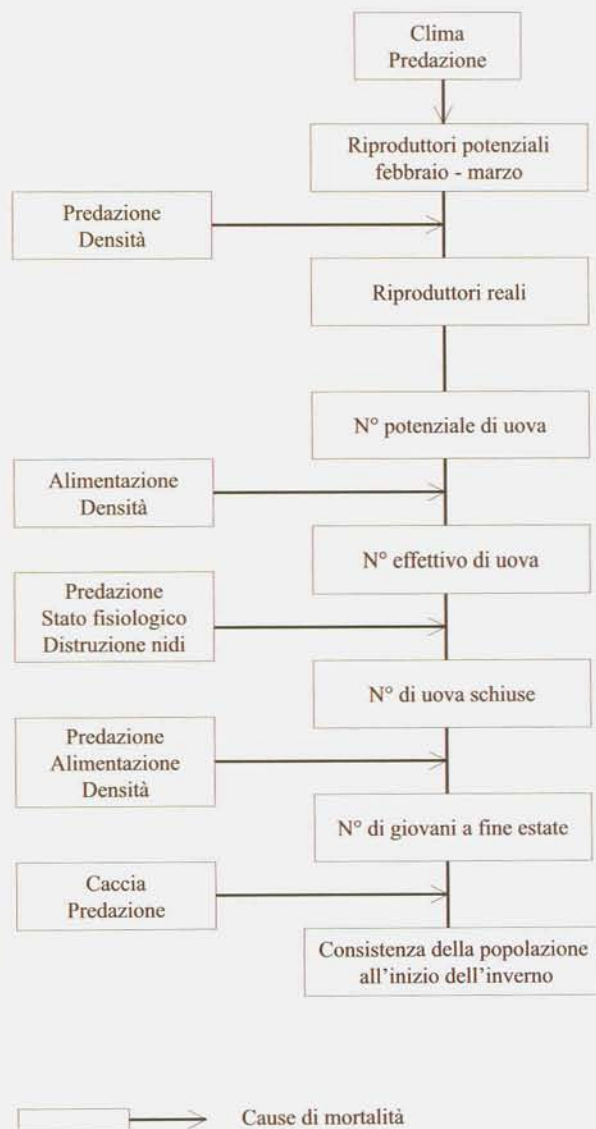 Clima
Predazione
Riproduttori potenziali
febbraio - marzo
Predazione
Densità
Riproduttori reali
N° potenziale di uova
Alimentazione
Densità
N° effettivo di uova
Predazione
Stato fisiologico
Distruzione nidi
N° di uova schiuse
Predazione
Alimentazione
Densità
N° di giovani a fine estate
Caccia
Predazione
Consistenza della popolazione
all'inizio dell'inverno
Cause di mortalità